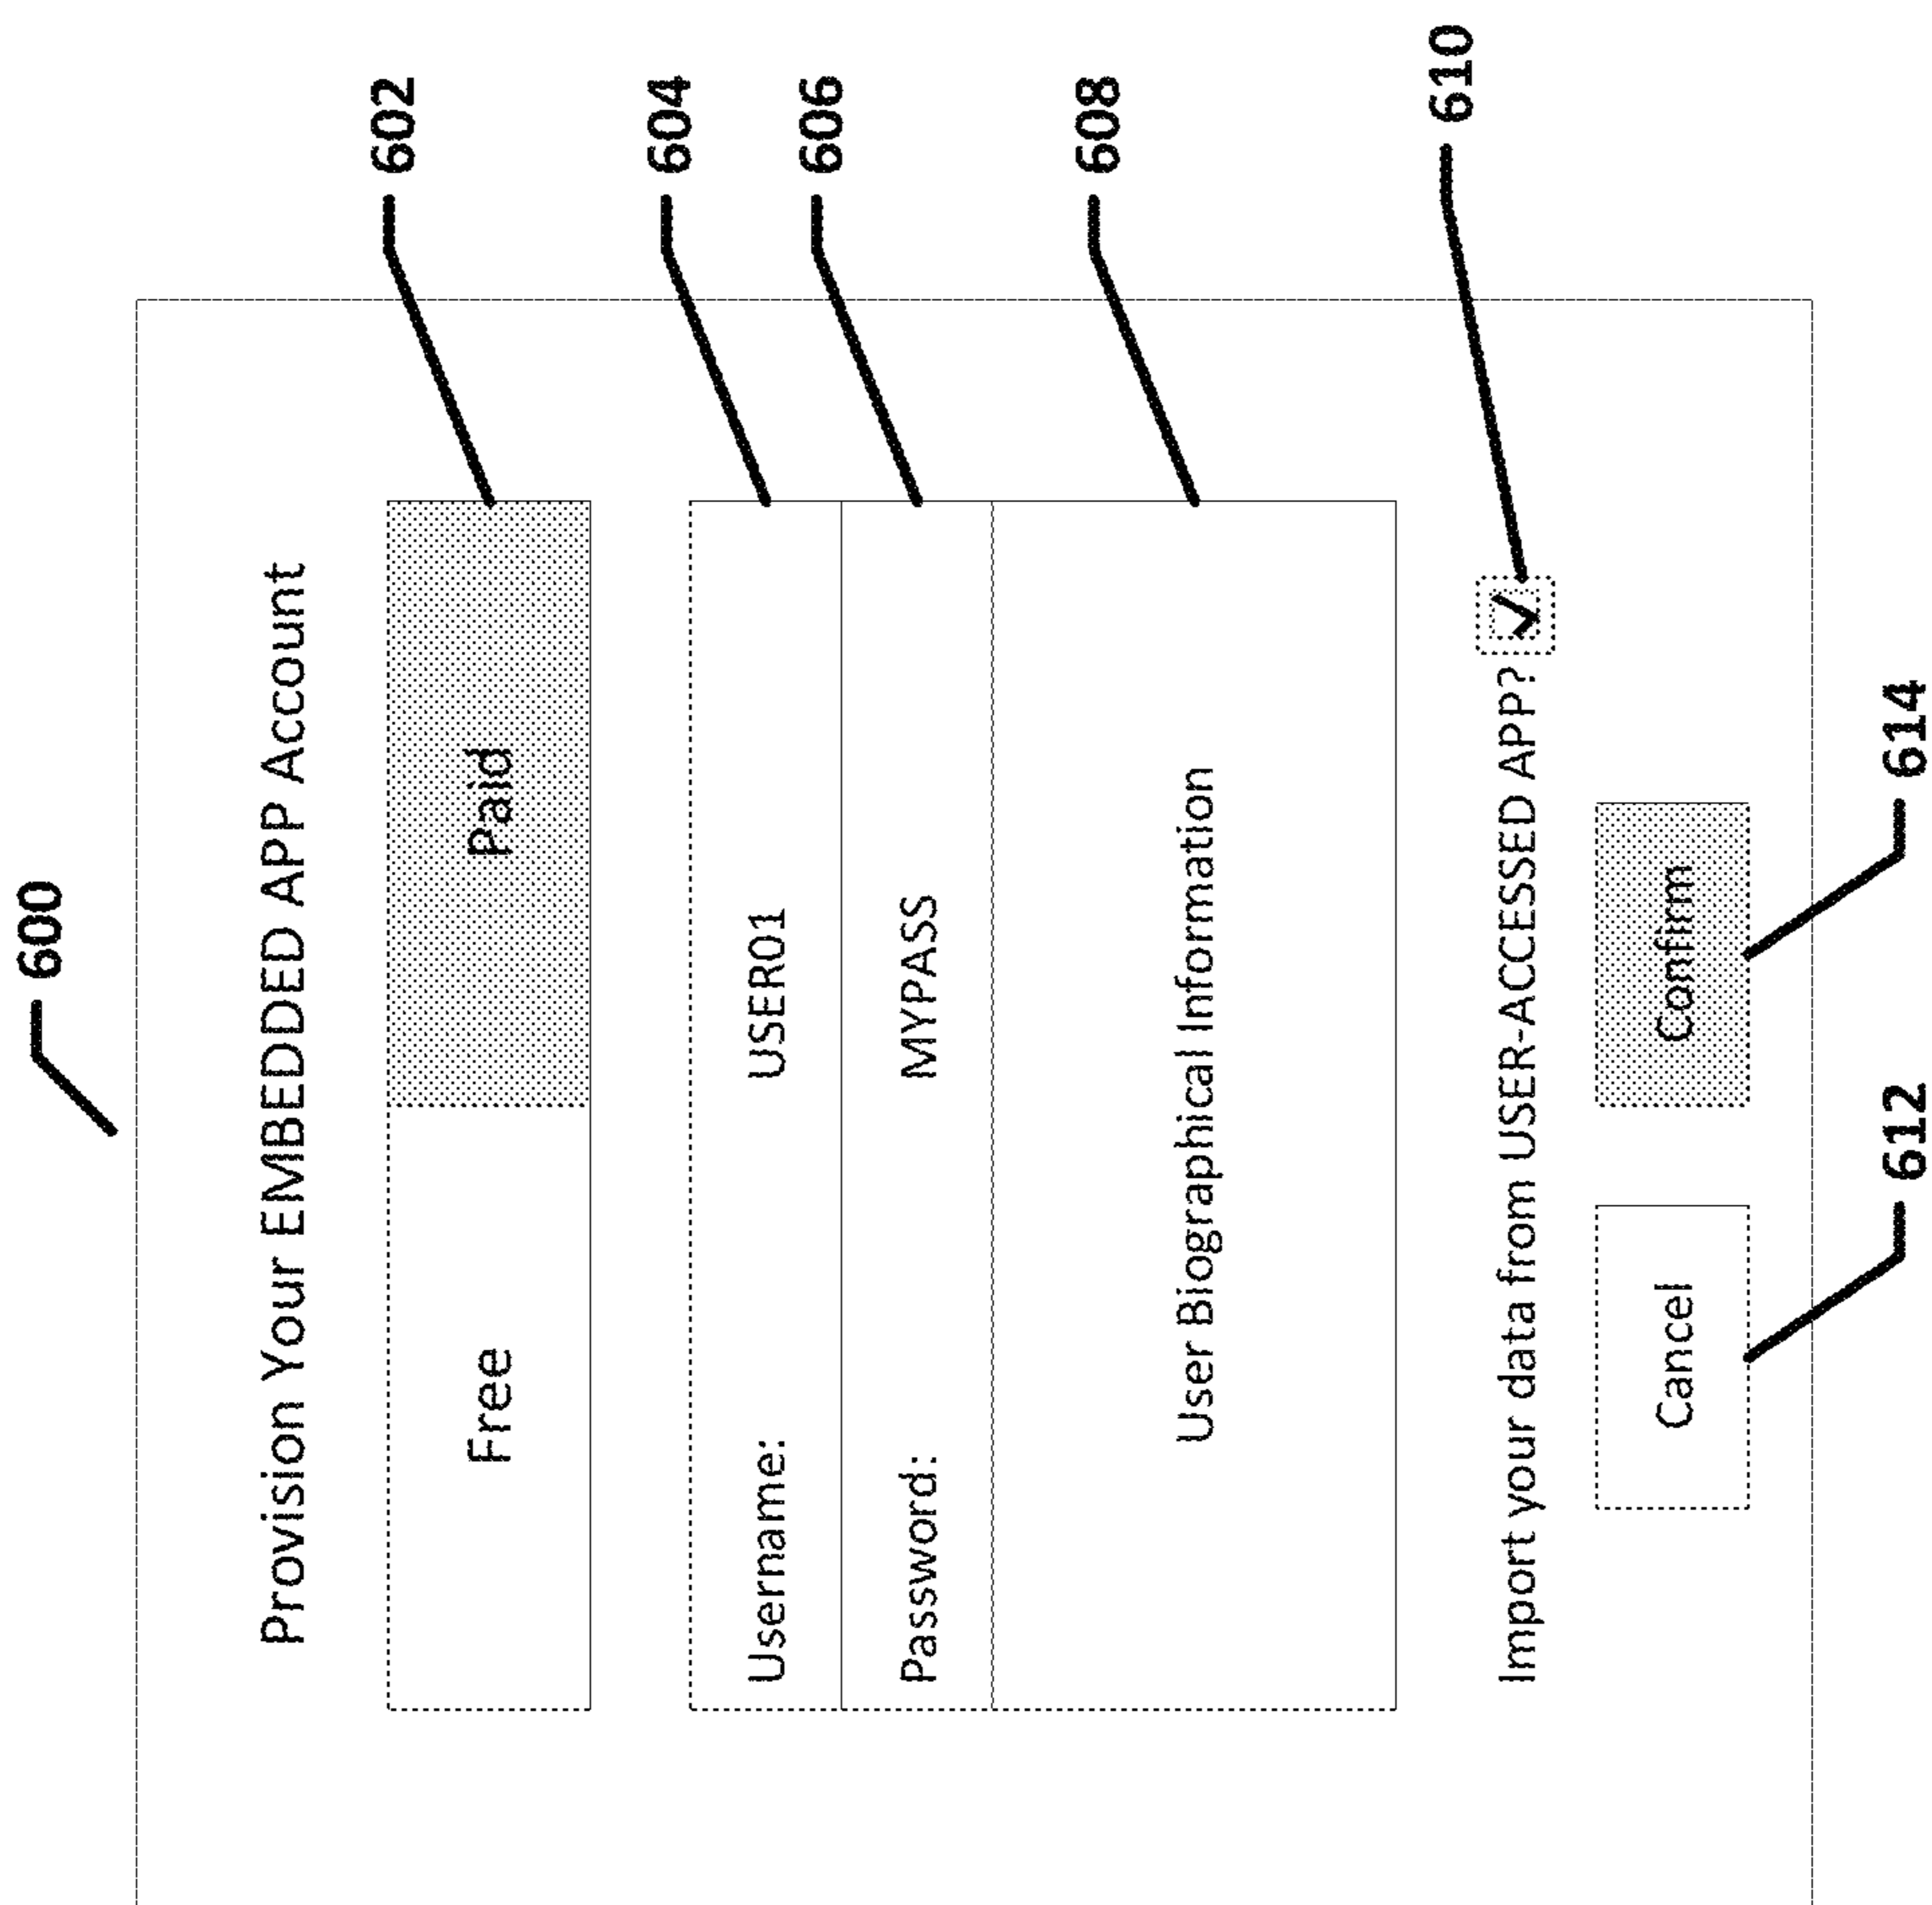 600
Provision Your EMBEDDED APP Account
Free Paid
602
Username: USER01
604
Password: MYPASS
606
User Biographical Information
608
Import your data from USER-ACCESSED APP?
610
Cancel Confirm
612 614